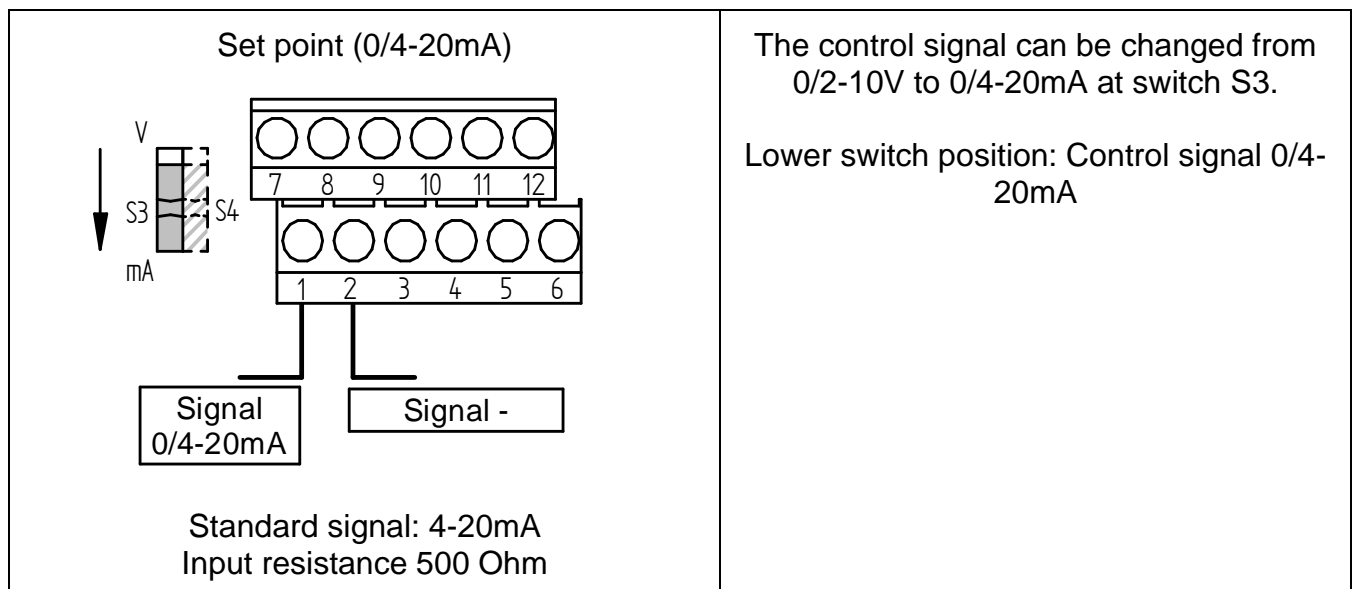 Set point (0/4-20mA)
V
7 8 9 10 11 12
S3 S4
mA
1 2 3 4 5 6
Signal
0/4-20mA
Signal -
Standard signal: 4-20mA
Input resistance 500 Ohm
The control signal can be changed from
0/2-10V to 0/4-20mA at switch S3.
Lower switch position: Control signal 0/4-
20mA